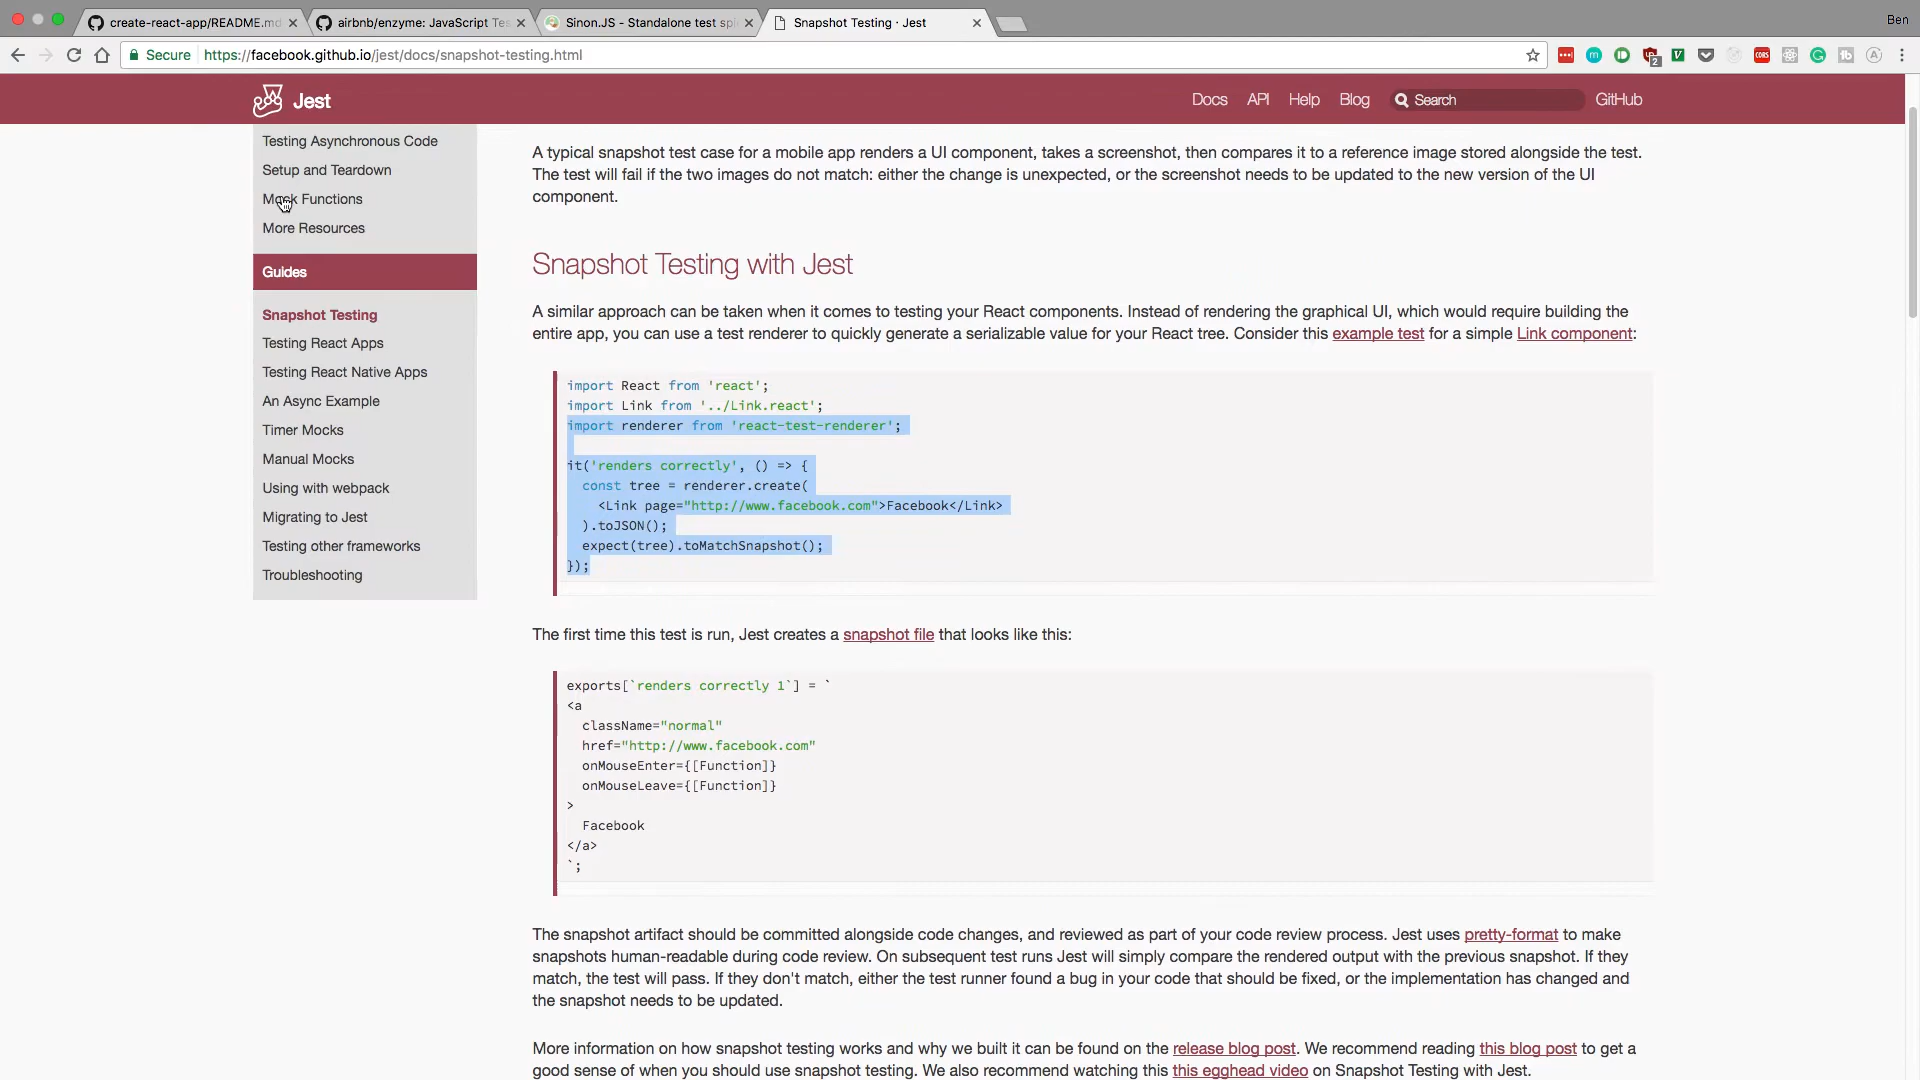 create-react-app/README.md
airbnb/enzyme: JavaScript Tes
Sinon.JS - Standalone test spi
Snapshot Testing · Jest
Ben
Secure
https://facebook.github.io/jest/docs/snapshot-testing.html
2
CORS
Jest
Docs
API
Help
Blog
Search
GitHub
Testing Asynchronous Code
Setup and Teardown
Mock Functions
More Resources
Guides
Snapshot Testing
Testing React Apps
Testing React Native Apps
An Async Example
Timer Mocks
Manual Mocks
Using with webpack
Migrating to Jest
Testing other frameworks
Troubleshooting
A typical snapshot test case for a mobile app renders a UI component, takes a screenshot, then compares it to a reference image stored alongside the test.
The test will fail if the two images do not match: either the change is unexpected, or the screenshot needs to be updated to the new version of the UI
component.
Snapshot Testing with Jest
A similar approach can be taken when it comes to testing your React components. Instead of rendering the graphical UI, which would require building the
entire app, you can use a test renderer to quickly generate a serializable value for your React tree. Consider this example test for a simple Link component:
import React from 'react';
import Link from '../Link.react';
import renderer from 'react-test-renderer';
it('renders correctly', () => {
const tree = renderer.create(
<Link page="http://www.facebook.com">Facebook</Link>
).toJSON();
expect(tree).toMatchSnapshot();
});
The first time this test is run, Jest creates a snapshot file that looks like this:
exports[`renders correctly 1`] = `
<a
className="normal"
href="http://www.facebook.com"
onMouseEnter={[Function]}
onMouseLeave={[Function]}
>
Facebook
</a>
`;
The snapshot artifact should be committed alongside code changes, and reviewed as part of your code review process. Jest uses pretty-format to make
snapshots human-readable during code review. On subsequent test runs Jest will simply compare the rendered output with the previous snapshot. If they
match, the test will pass. If they don't match, either the test runner found a bug in your code that should be fixed, or the implementation has changed and
the snapshot needs to be updated.
More information on how snapshot testing works and why we built it can be found on the release blog post. We recommend reading this blog post to get a
good sense of when you should use snapshot testing. We also recommend watching this this egghead video on Snapshot Testing with Jest.